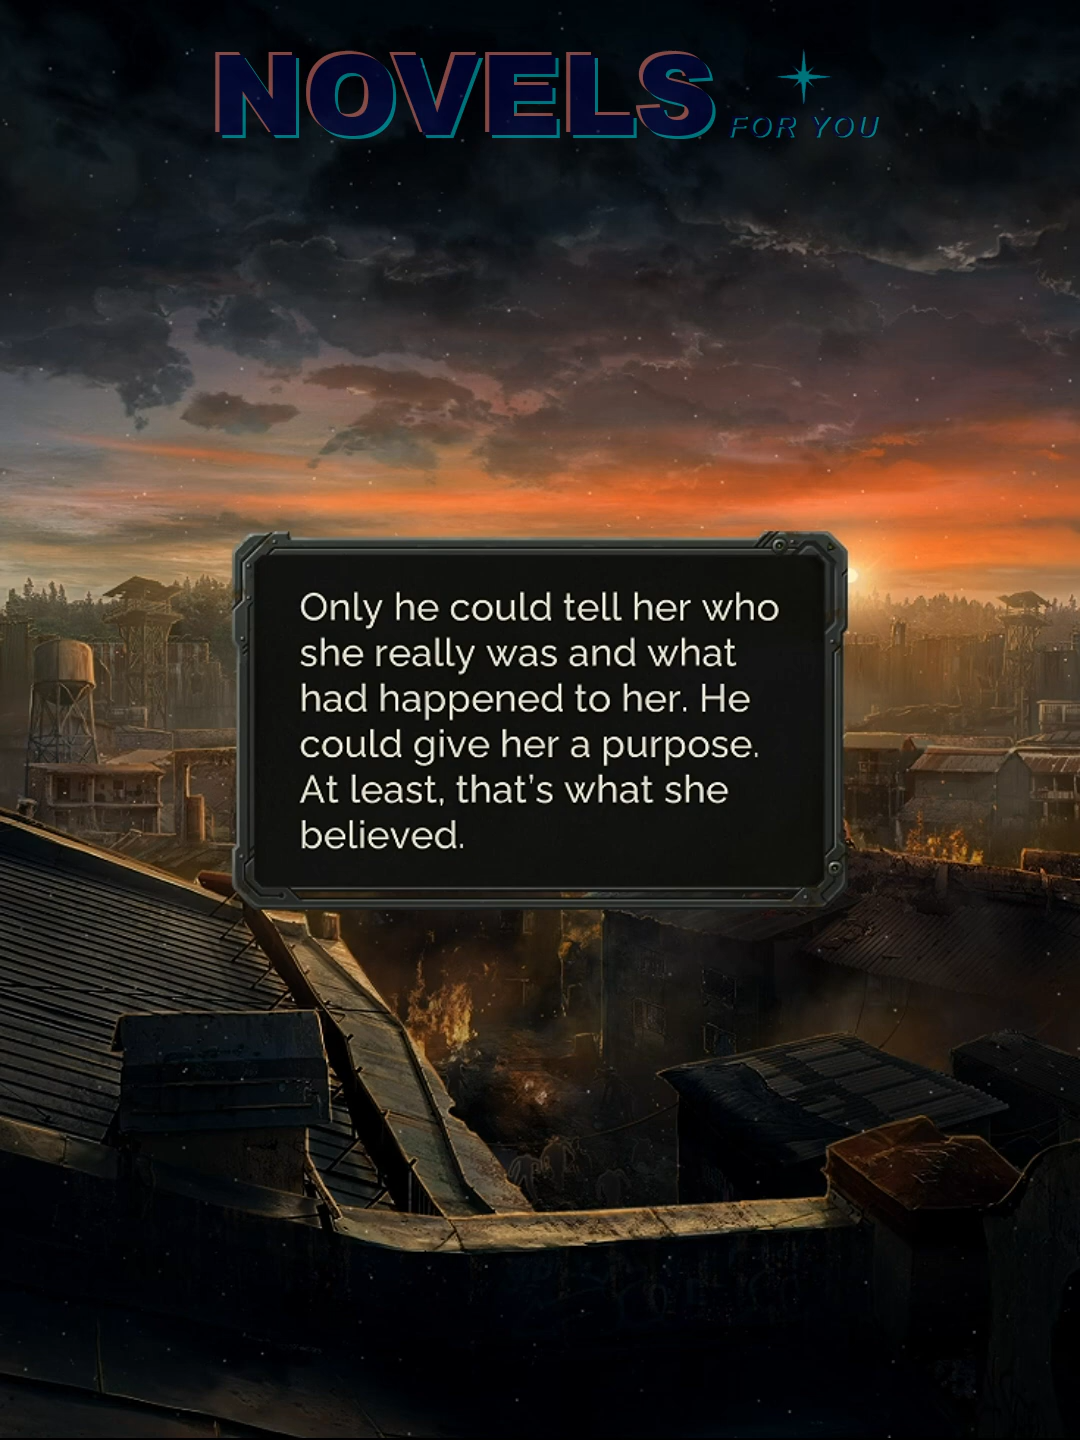 NOVELS
FOR YOU
Only he could tell her who
she really was and what
had happened to her. He
could give her a purpose.
At least, that's what she
believed.